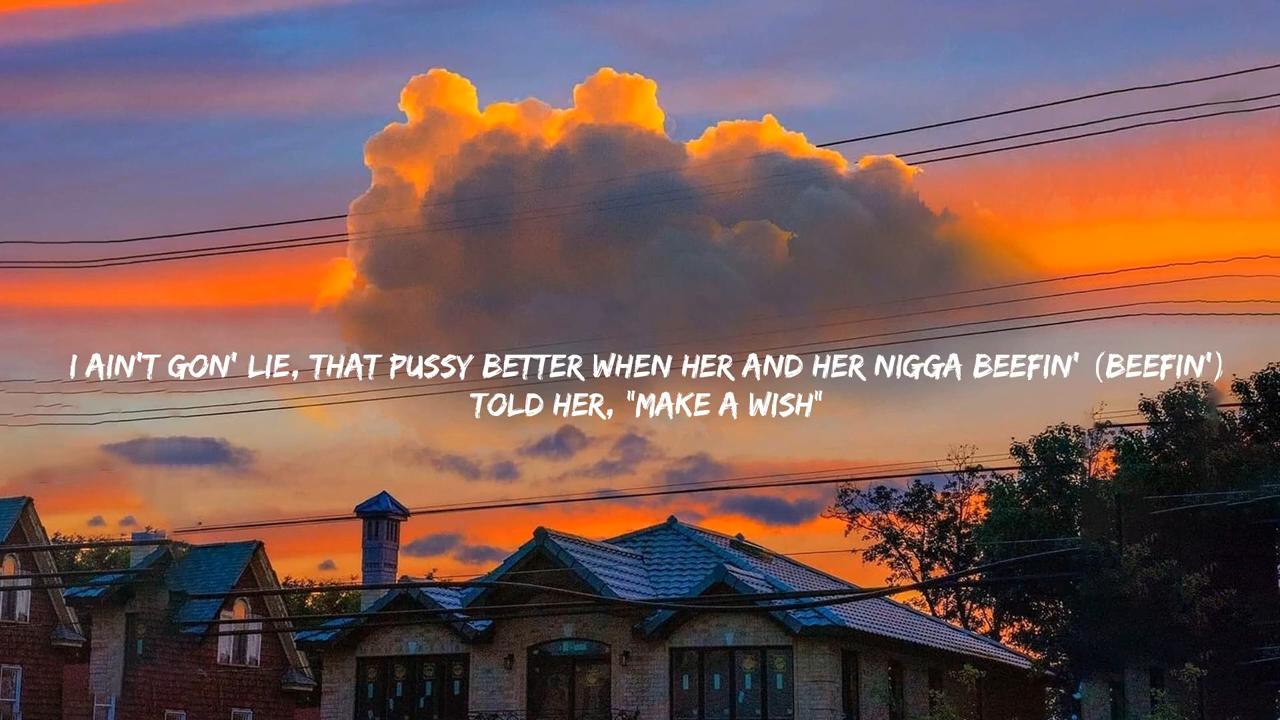 I AIN'T GON' LIE, THAT PUSSY BETTER WHEN HER AND HER NIGGA BEEFIN' (BEEFIN')
TOLD HER, "MAKE A WISH"